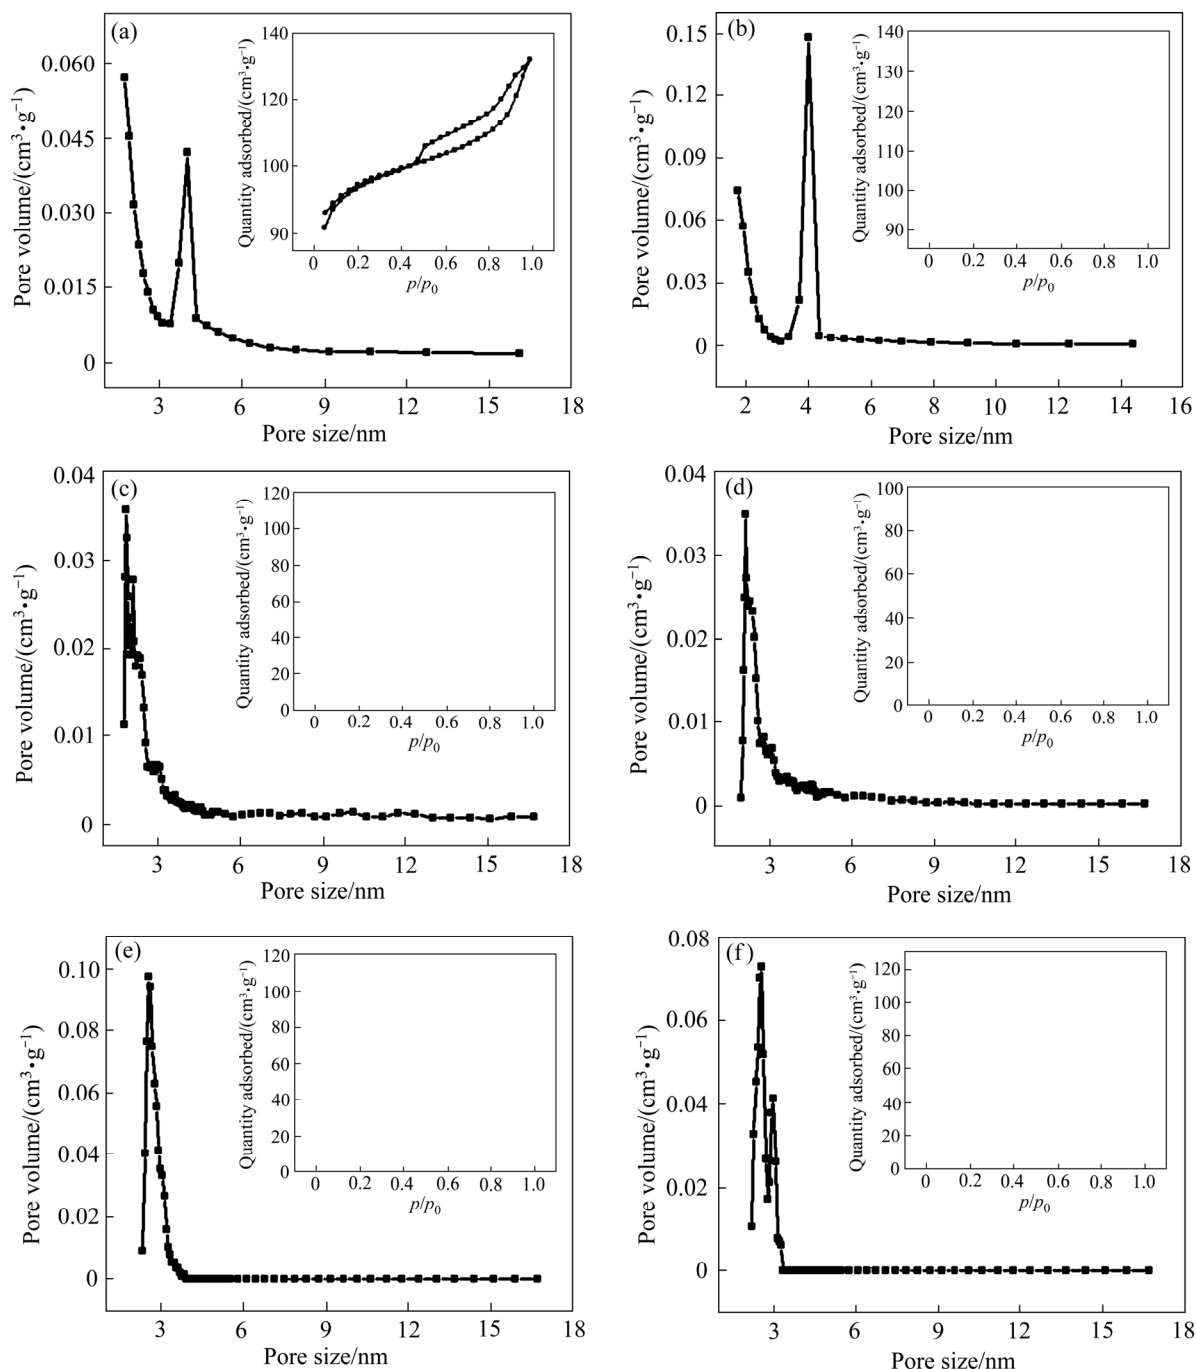 (a)
0.060
0.045
0.030
0.015
0
Pore volume/(cm³•g⁻¹)
3 6 9 12 15 18
Pore size/nm
140
120
100
90
Quantity adsorbed/(cm³•g⁻¹)
0 0.2 0.4 0.6 0.8 1.0
p/p₀
(b)
0.15
0.12
0.09
0.06
0.03
0
Pore volume/(cm³•g⁻¹)
2 4 6 8 10 12 14 16
Pore size/nm
140
130
120
110
100
90
Quantity adsorbed/(cm³•g⁻¹)
0 0.2 0.4 0.6 0.8 1.0
p/p₀
(c)
0.04
0.03
0.02
0.01
0
Pore volume/(cm³•g⁻¹)
3 6 9 12 15 18
Pore size/nm
120
100
80
60
40
20
0
Quantity adsorbed/(cm³•g⁻¹)
0 0.2 0.4 0.6 0.8 1.0
p/p₀
(d)
0.04
0.03
0.02
0.01
0
Pore volume/(cm³•g⁻¹)
3 6 9 12 15 18
Pore size/nm
100
80
60
40
20
0
Quantity adsorbed/(cm³•g⁻¹)
0 0.2 0.4 0.6 0.8 1.0
p/p₀
(e)
0.10
0.08
0.06
0.04
0.02
0
Pore volume/(cm³•g⁻¹)
3 6 9 12 15 18
Pore size/nm
120
100
80
60
40
20
0
Quantity adsorbed/(cm³•g⁻¹)
0 0.2 0.4 0.6 0.8 1.0
p/p₀
(f)
0.08
0.06
0.04
0.02
0
Pore volume/(cm³•g⁻¹)
3 6 9 12 15 18
Pore size/nm
120
100
80
60
40
20
0
Quantity adsorbed/(cm³•g⁻¹)
0 0.2 0.4 0.6 0.8 1.0
p/p₀